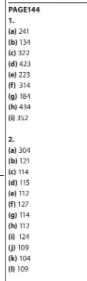 PAGE144
1.
(a) 241
(b) 134
(c) 322
(d) 423
(e) 223
(f) 314
(g) 184
(h) 434
(i) 352
2.
(a) 304
(b) 121
(c) 114
(d) 115
(e) 112
(f) 127
(g) 114
(h) 112
(i) 124
(j) 109
(k) 104
(l) 109